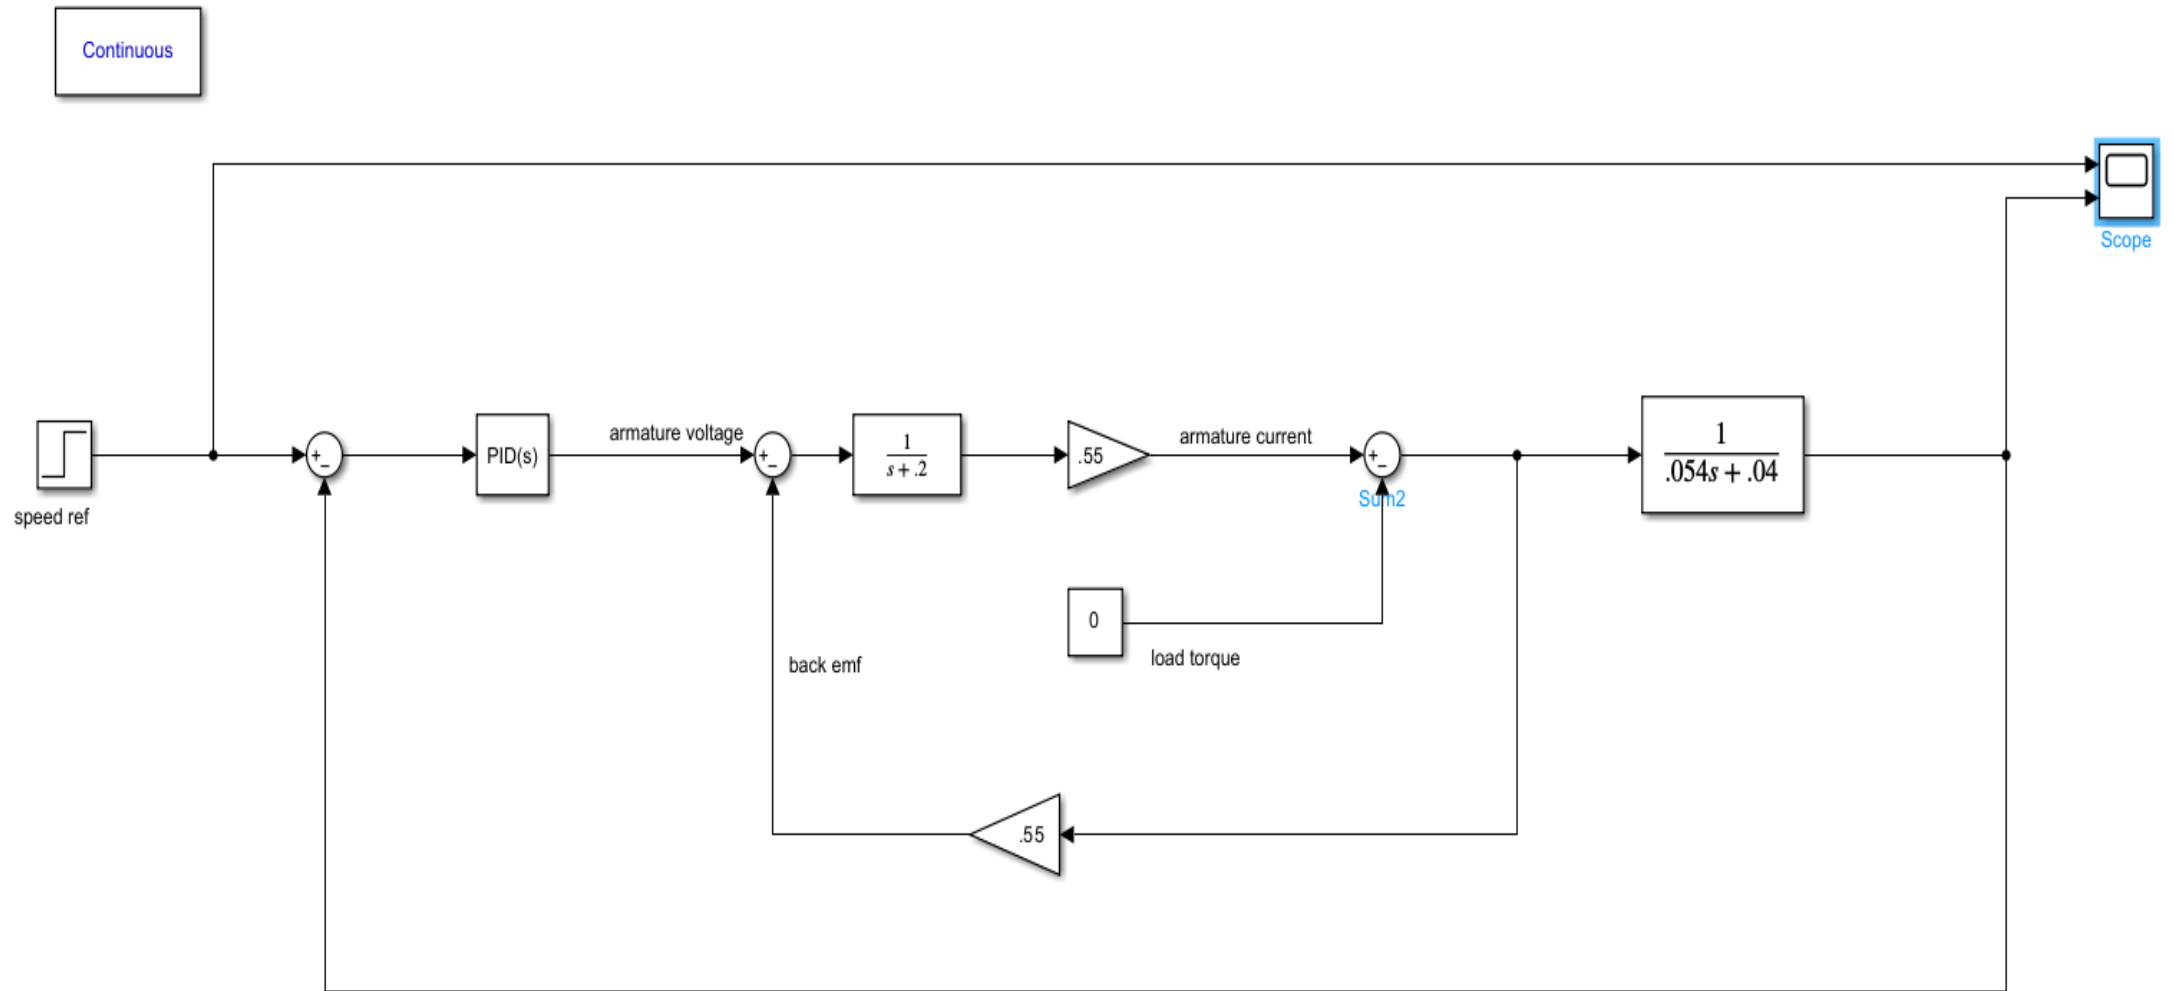 Continuous
Scope
speed ref
+
−
PID(s)
armature voltage
+
−
1
s + .2
.55
armature current
+
−
Sum2
1
.054s + .04
0
load torque
back emf
.55